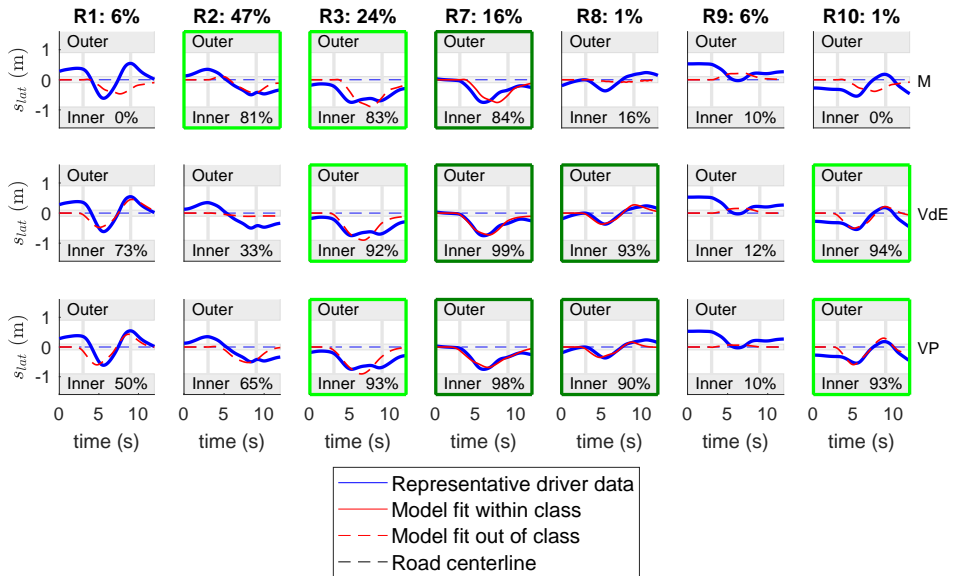 R1: 6% R2: 47% R3: 24% R7: 16% R8: 1% R9: 6% R10: 1%
s_lat (m) 1 0 -1 Outer Outer Outer Outer Outer Outer Outer M
Inner 0% Inner 81% Inner 83% Inner 84% Inner 16% Inner 10% Inner 0%
s_lat (m) 1 0 -1 Outer Outer Outer Outer Outer Outer Outer VdE
Inner 73% Inner 33% Inner 92% Inner 99% Inner 93% Inner 12% Inner 94%
s_lat (m) 1 0 -1 Outer Outer Outer Outer Outer Outer Outer VP
Inner 50% Inner 65% Inner 93% Inner 98% Inner 90% Inner 10% Inner 93%
0 5 10 0 5 10 0 5 10 0 5 10 0 5 10 0 5 10 0 5 10
time (s) time (s) time (s) time (s) time (s) time (s) time (s)
Representative driver data
Model fit within class
Model fit out of class
Road centerline